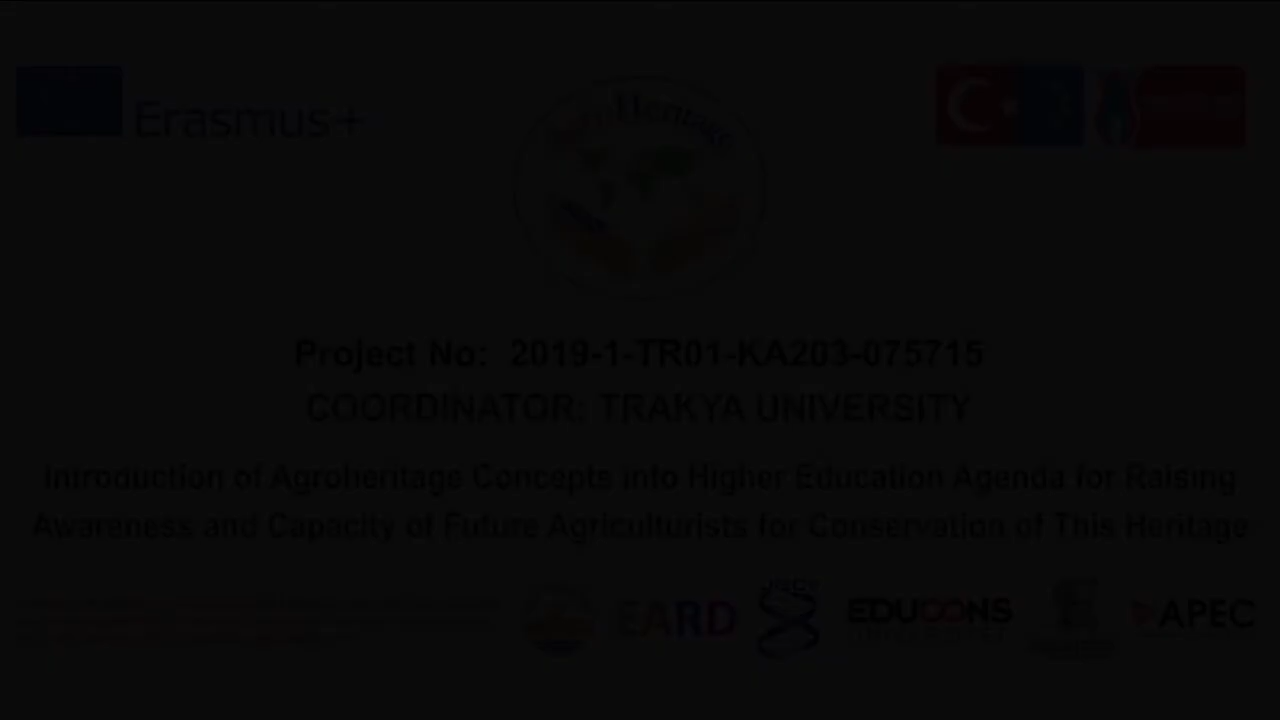 Erasmus+
AgroHeritage
Project No: 2019-1-TR01-KA203-075715
COORDINATOR: TRAKYA UNIVERSITY
Introduction of Agroheritage Concepts into Higher Education Agenda for Raising
Awareness and Capacity of Future Agriculturists for Conservation of This Heritage
EARD
EDUCONS
APEC